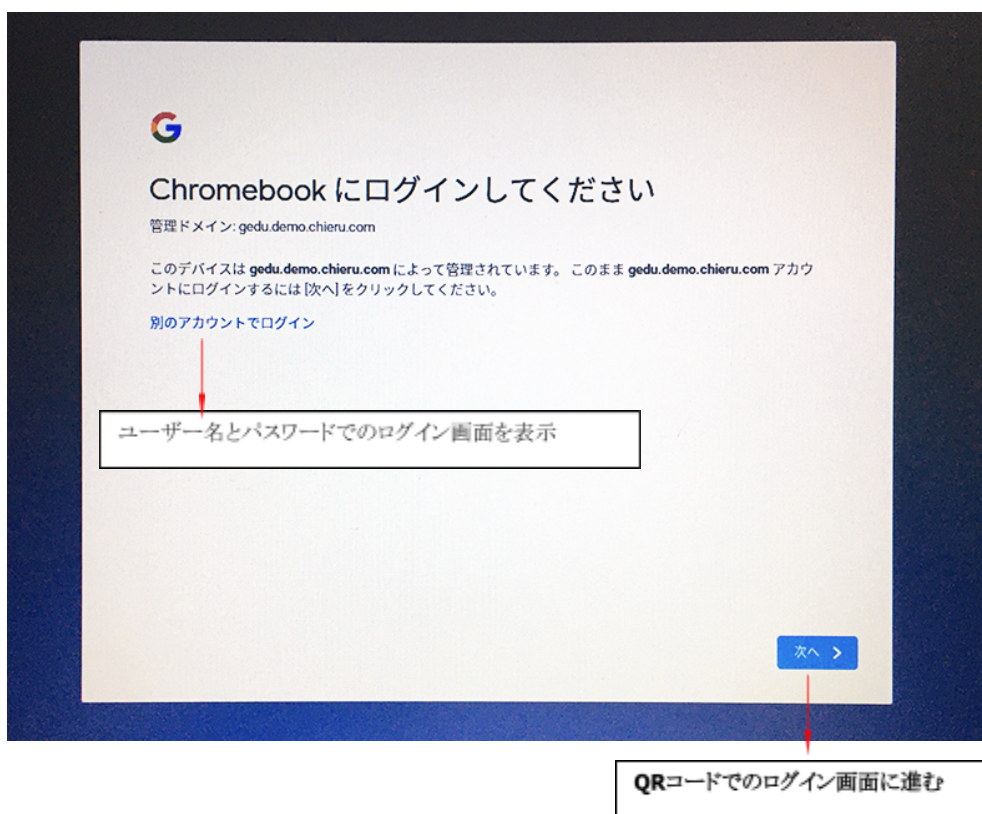 Chromebook にログインしてください
管理ドメイン: gedu.demo.chieru.com
このデバイスは gedu.demo.chieru.com によって管理されています。 このまま gedu.demo.chieru.com アカウ
ントにログインするには [次へ] をクリックしてください。
別のアカウントでログイン
ユーザー名とパスワードでのログイン画面を表示
次へ
QRコードでのログイン画面に進む